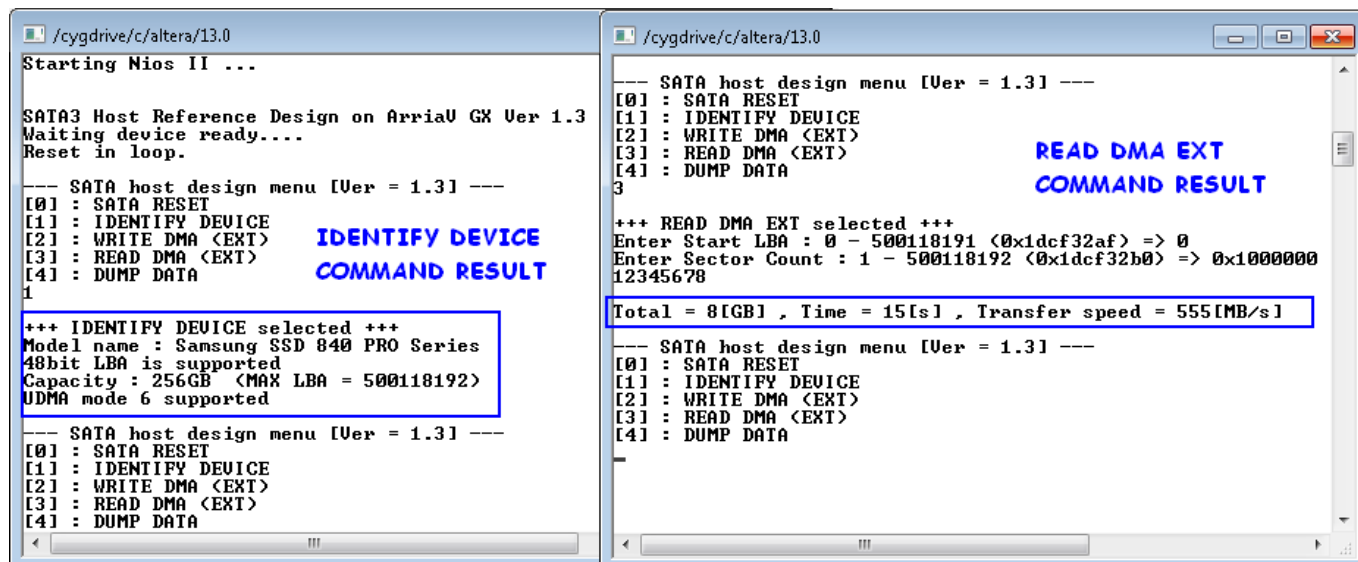 /cygdrive/c/altera/13.0
Starting Nios II ...
SATA3 Host Reference Design on ArriaV GX Ver 1.3
Waiting device ready....
Reset in loop.
--- SATA host design menu [Ver = 1.3] ---
[0] : SATA RESET
[1] : IDENTIFY DEVICE
[2] : WRITE DMA (EXT)
[3] : READ DMA (EXT)
[4] : DUMP DATA
1
IDENTIFY DEVICE
COMMAND RESULT
+++ IDENTIFY DEVICE selected +++
Model name : Samsung SSD 840 PRO Series
48bit LBA is supported
Capacity : 256GB  (MAX LBA = 500118192)
UDMA mode 6 supported
--- SATA host design menu [Ver = 1.3] ---
[0] : SATA RESET
[1] : IDENTIFY DEVICE
[2] : WRITE DMA (EXT)
[3] : READ DMA (EXT)
[4] : DUMP DATA
/cygdrive/c/altera/13.0
--- SATA host design menu [Ver = 1.3] ---
[0] : SATA RESET
[1] : IDENTIFY DEVICE
[2] : WRITE DMA (EXT)
[3] : READ DMA (EXT)
[4] : DUMP DATA
3
READ DMA EXT
COMMAND RESULT
+++ READ DMA EXT selected +++
Enter Start LBA : 0 - 500118191 (0x1dcf32af) => 0
Enter Sector Count : 1 - 500118192 (0x1dcf32b0) => 0x1000000
12345678
Total = 8[GB] , Time = 15[s] , Transfer speed = 555[MB/s]
--- SATA host design menu [Ver = 1.3] ---
[0] : SATA RESET
[1] : IDENTIFY DEVICE
[2] : WRITE DMA (EXT)
[3] : READ DMA (EXT)
[4] : DUMP DATA